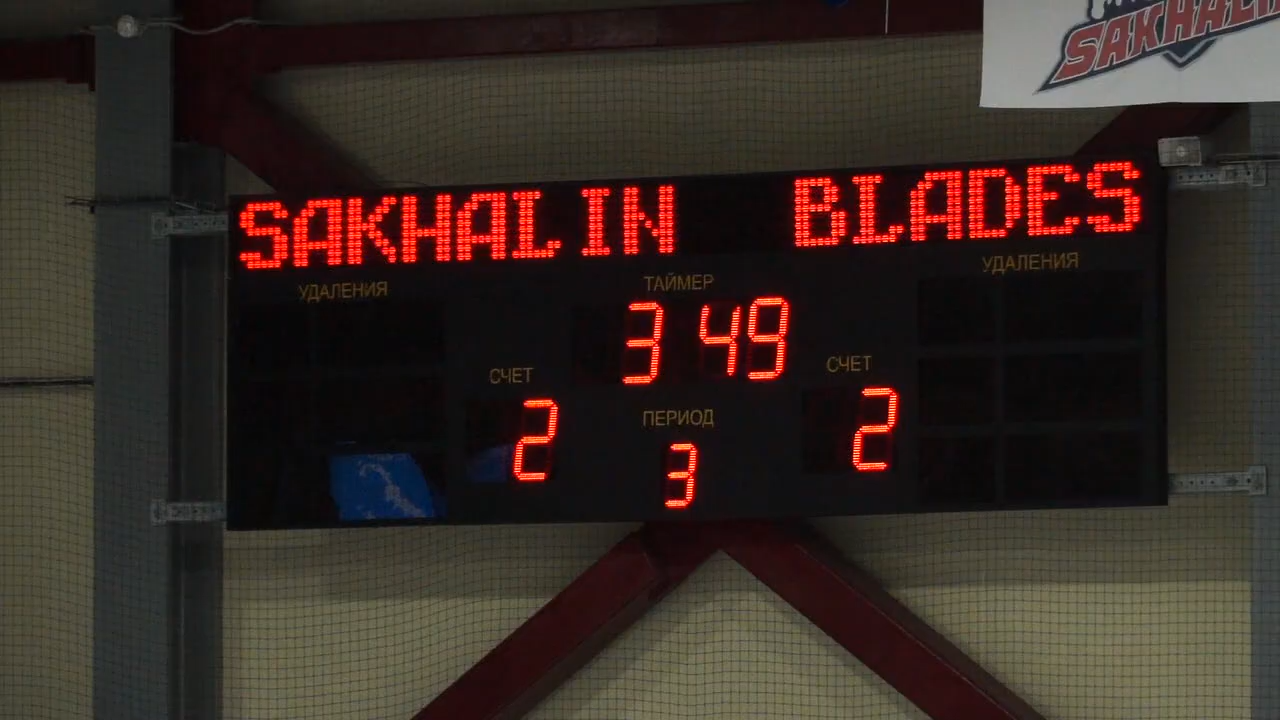 SAKHALIN
SAKHALIN BLADES
УДАЛЕНИЯ ТАЙМЕР УДАЛЕНИЯ
3 49
СЧЕТ СЧЕТ
2 ПЕРИОД 2
3